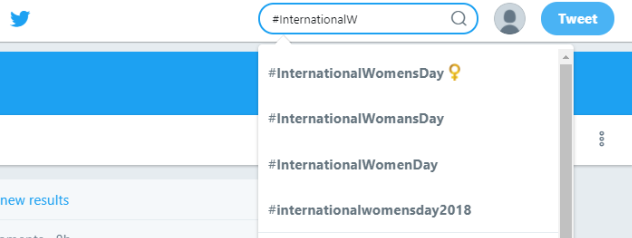 #InternationalW
Tweet
#InternationalWomensDay
#InternationalWomansDay
#InternationalWomenDay
new results
#internationalwomensday2018